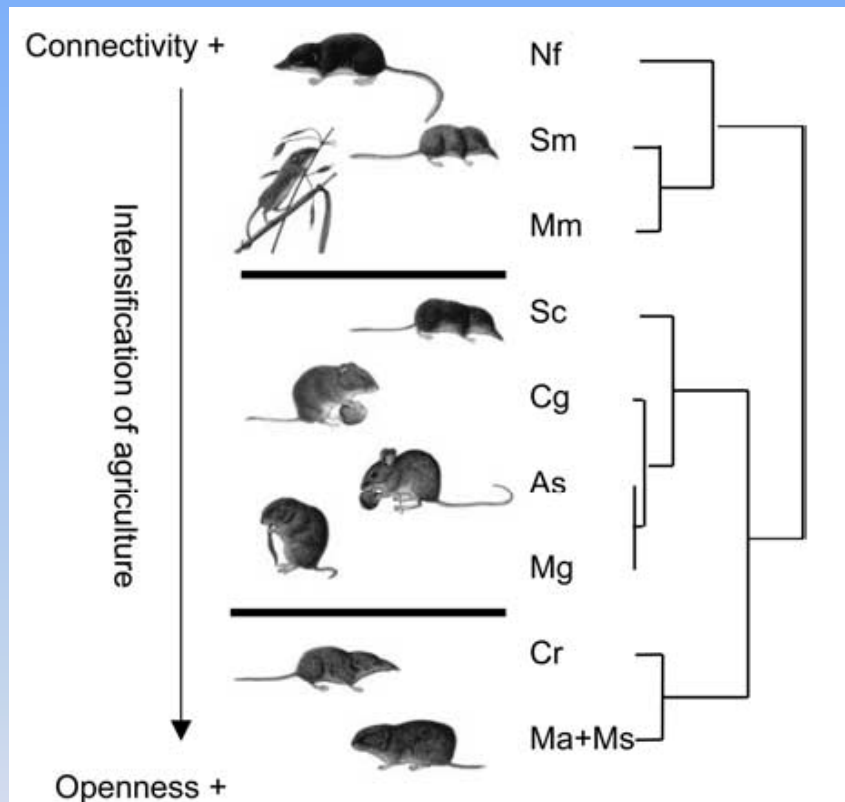 Connectivity +
Nf
Sm
Mm
Intensification of agriculture
Sc
Cg
As
Mg
Cr
Ma+Ms
Openness +